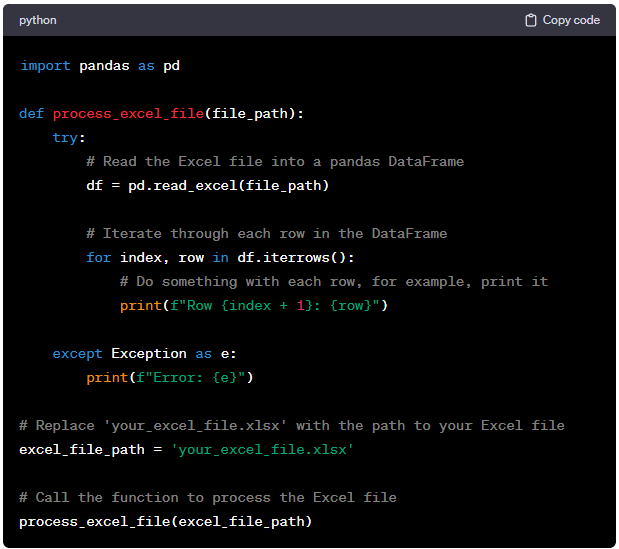 python
Copy code
import pandas as pd
def process_excel_file(file_path):
    try:
        # Read the Excel file into a pandas DataFrame
        df = pd.read_excel(file_path)
        # Iterate through each row in the DataFrame
        for index, row in df.iterrows():
            # Do something with each row, for example, print it
            print(f"Row {index + 1}: {row}")
    except Exception as e:
        print(f"Error: {e}")
# Replace 'your_excel_file.xlsx' with the path to your Excel file
excel_file_path = 'your_excel_file.xlsx'
# Call the function to process the Excel file
process_excel_file(excel_file_path)